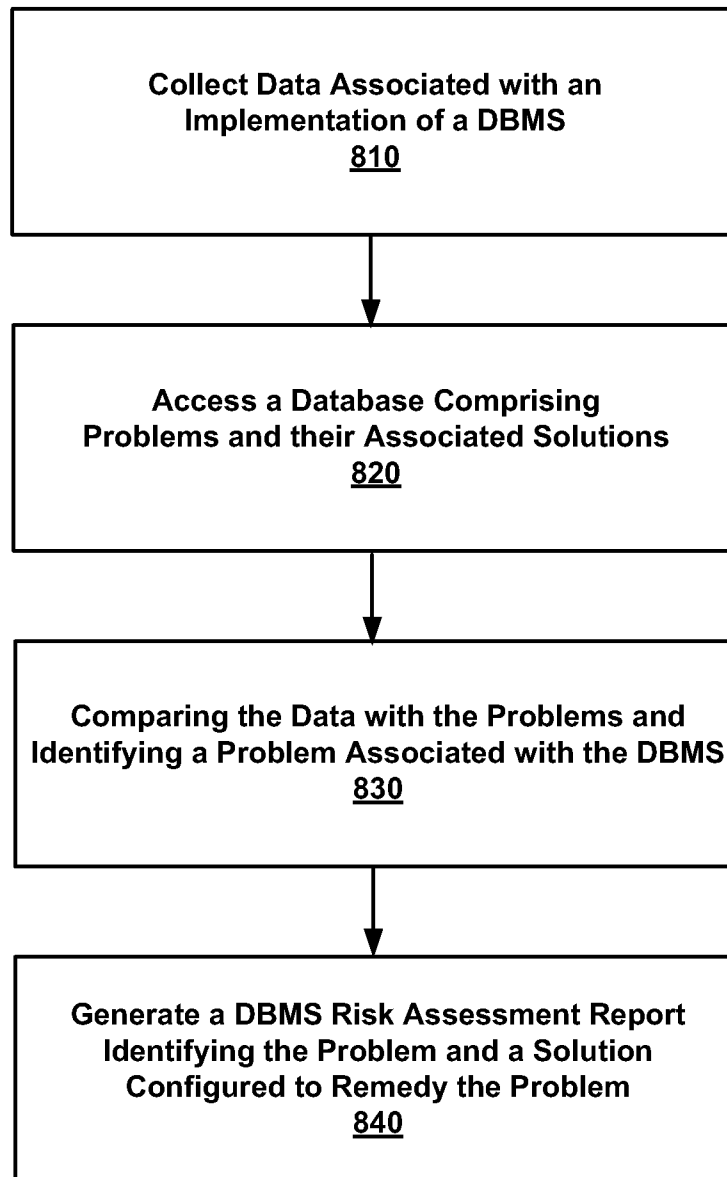 Collect Data Associated with an
Implementation of a DBMS
810
Access a Database Comprising
Problems and their Associated Solutions
820
Comparing the Data with the Problems and
Identifying a Problem Associated with the DBMS
830
Generate a DBMS Risk Assessment Report
Identifying the Problem and a Solution
Configured to Remedy the Problem
840